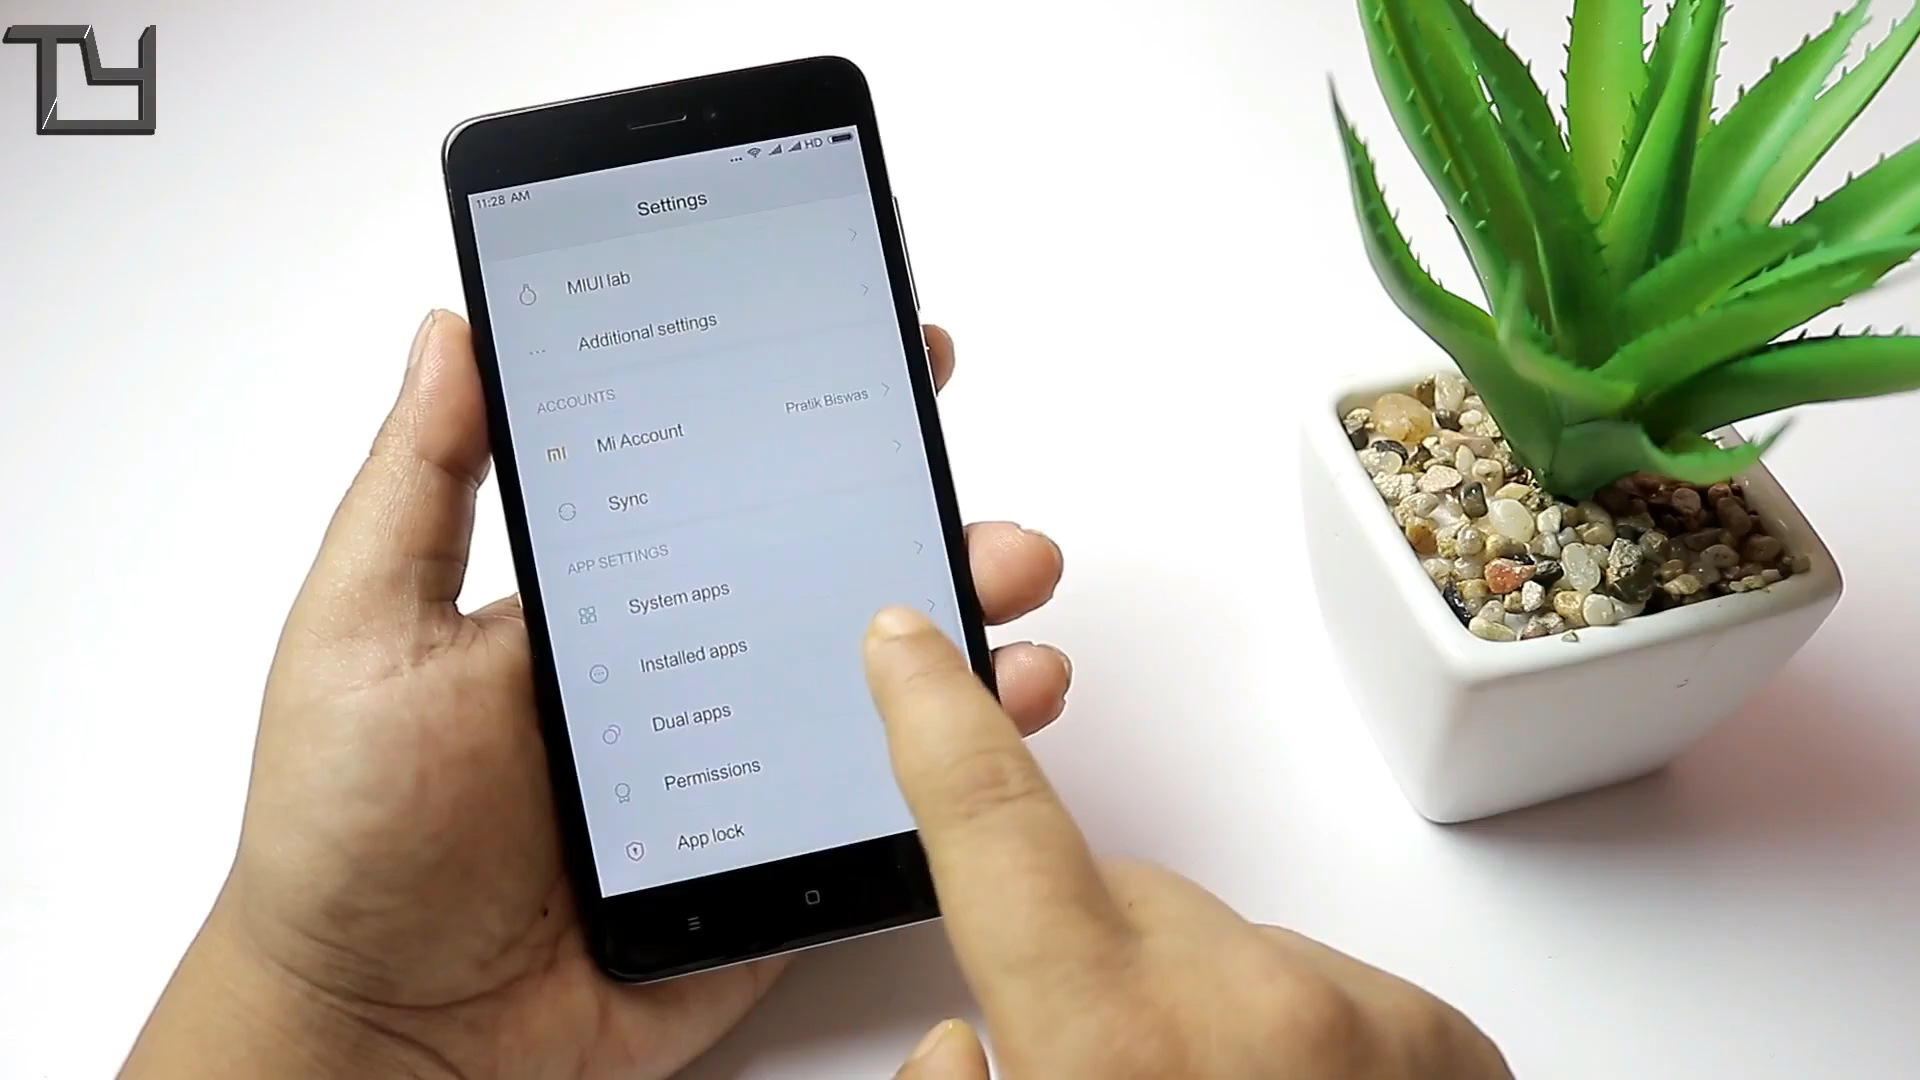 TY
11:28 AM
HD
Settings
MIUI lab
Additional settings
ACCOUNTS
Mi Account
Pratik Biswas
Sync
APP SETTINGS
System apps
Installed apps
Dual apps
Permissions
App lock